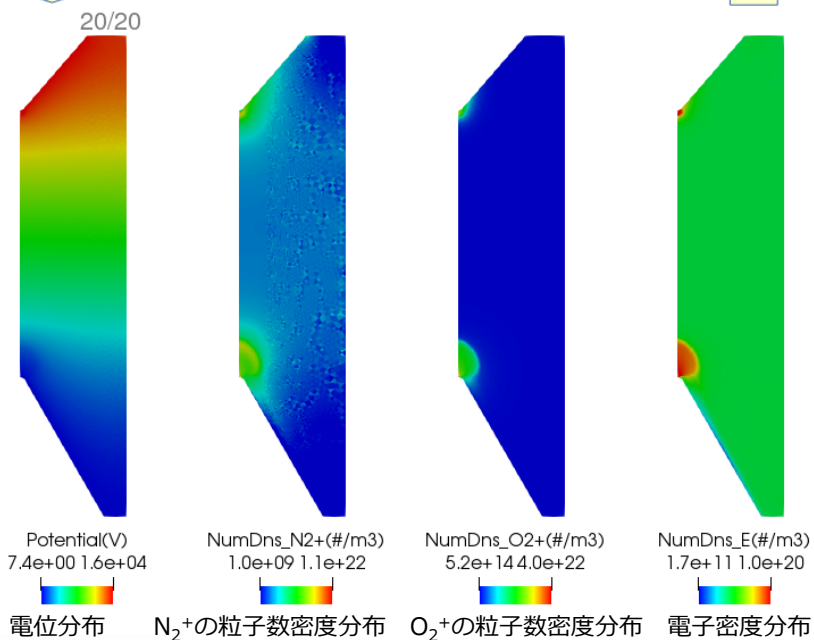 20/20
Potential(V) NumDns_N2+(#/m3) NumDns_O2+(#/m3) NumDns_E(#/m3)
7.4e+00 1.6e+04 1.0e+09 1.1e+22 5.2e+144.0e+22 1.7e+11 1.0e+20
電位分布 N₂⁺の粒子数密度分布 O₂⁺の粒子数密度分布 電子密度分布